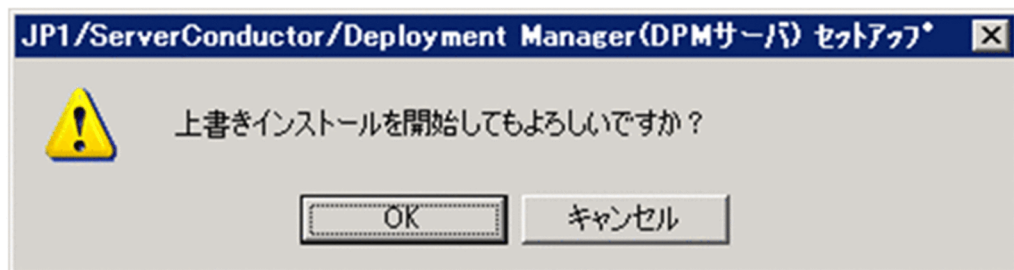 JP1/ServerConductor/Deployment Manager(DPMサーバ) セットアップ
上書きインストールを開始してもよろしいですか？
OK
キャンセル